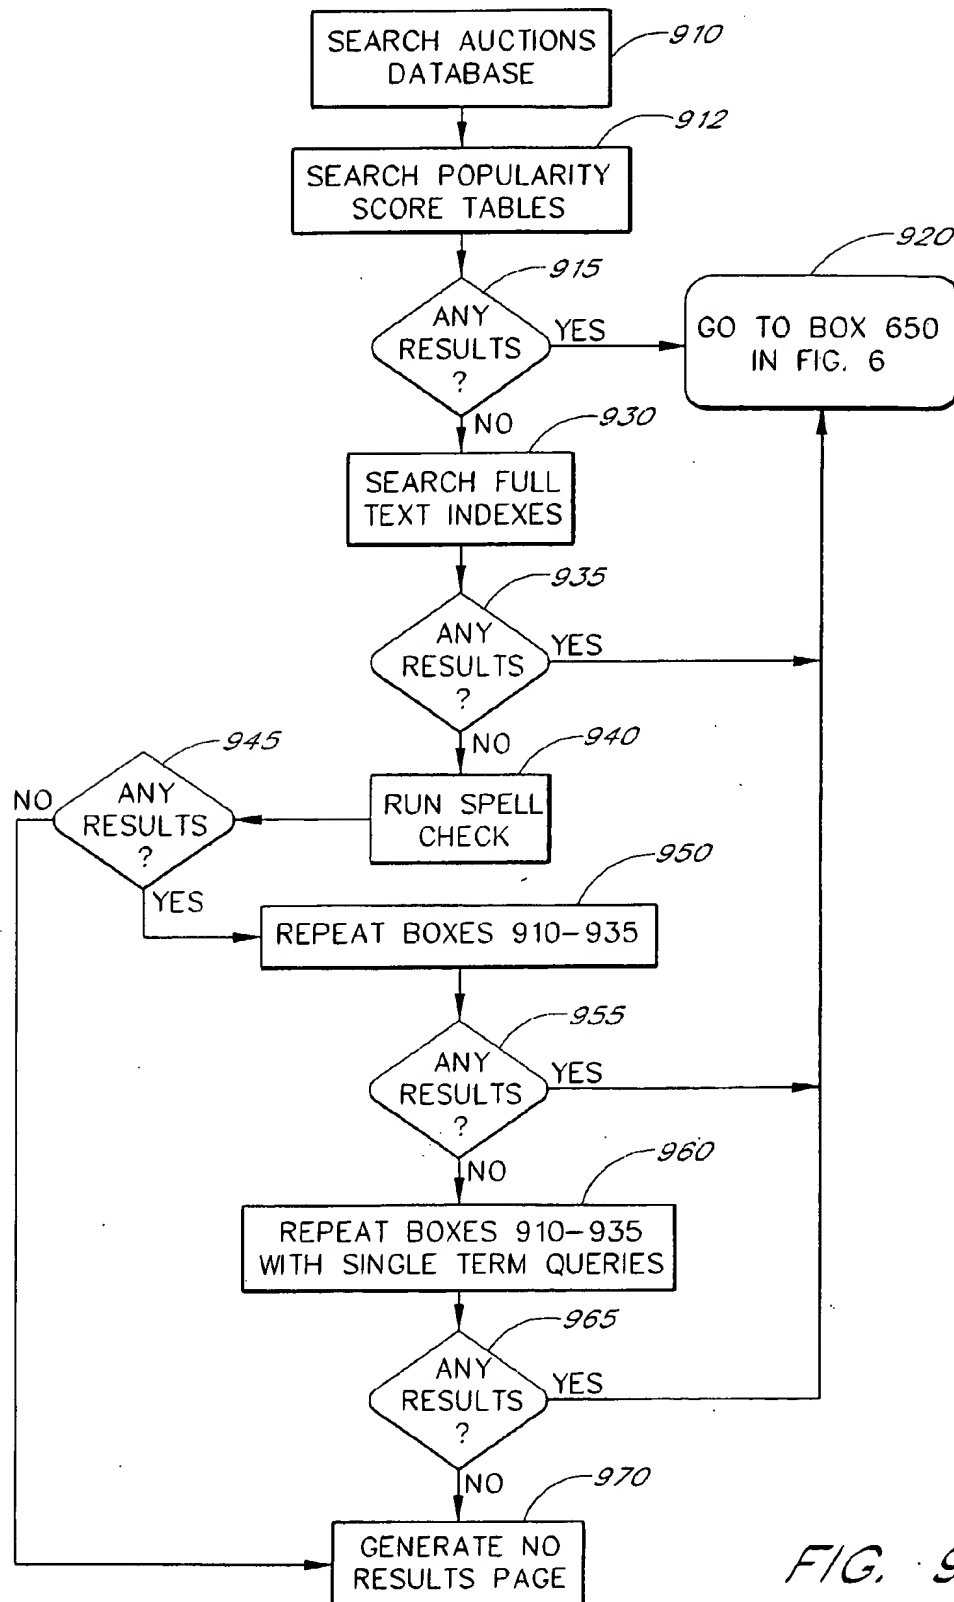 SEARCH AUCTIONS
DATABASE
910
912
SEARCH POPULARITY
SCORE TABLES
915
ANY
RESULTS
?
YES
NO
920
GO TO BOX 650
IN FIG. 6
930
SEARCH FULL
TEXT INDEXES
935
ANY
RESULTS
?
YES
NO
940
RUN SPELL
CHECK
945
ANY
RESULTS
?
NO
YES
950
REPEAT BOXES 910-935
955
ANY
RESULTS
?
YES
NO
960
REPEAT BOXES 910-935
WITH SINGLE TERM QUERIES
965
ANY
RESULTS
?
YES
NO
970
GENERATE NO
RESULTS PAGE
FIG. 9